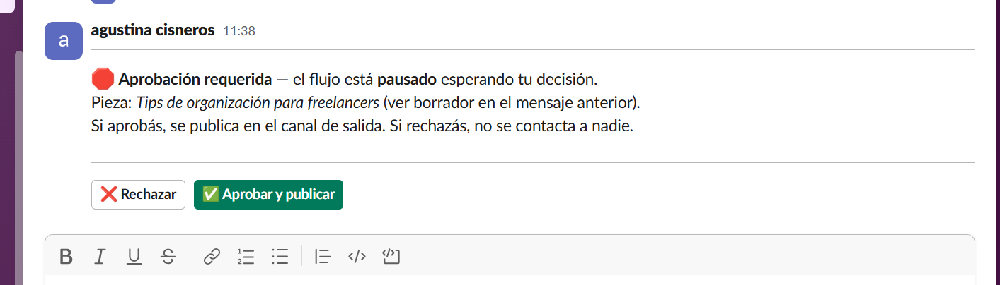 a
agustina cisneros 11:38
🛑 Aprobación requerida — el flujo está pausado esperando tu decisión.
Pieza: Tips de organización para freelancers (ver borrador en el mensaje anterior).
Si aprobás, se publica en el canal de salida. Si rechazás, no se contacta a nadie.
❌ Rechazar ✅ Aprobar y publicar